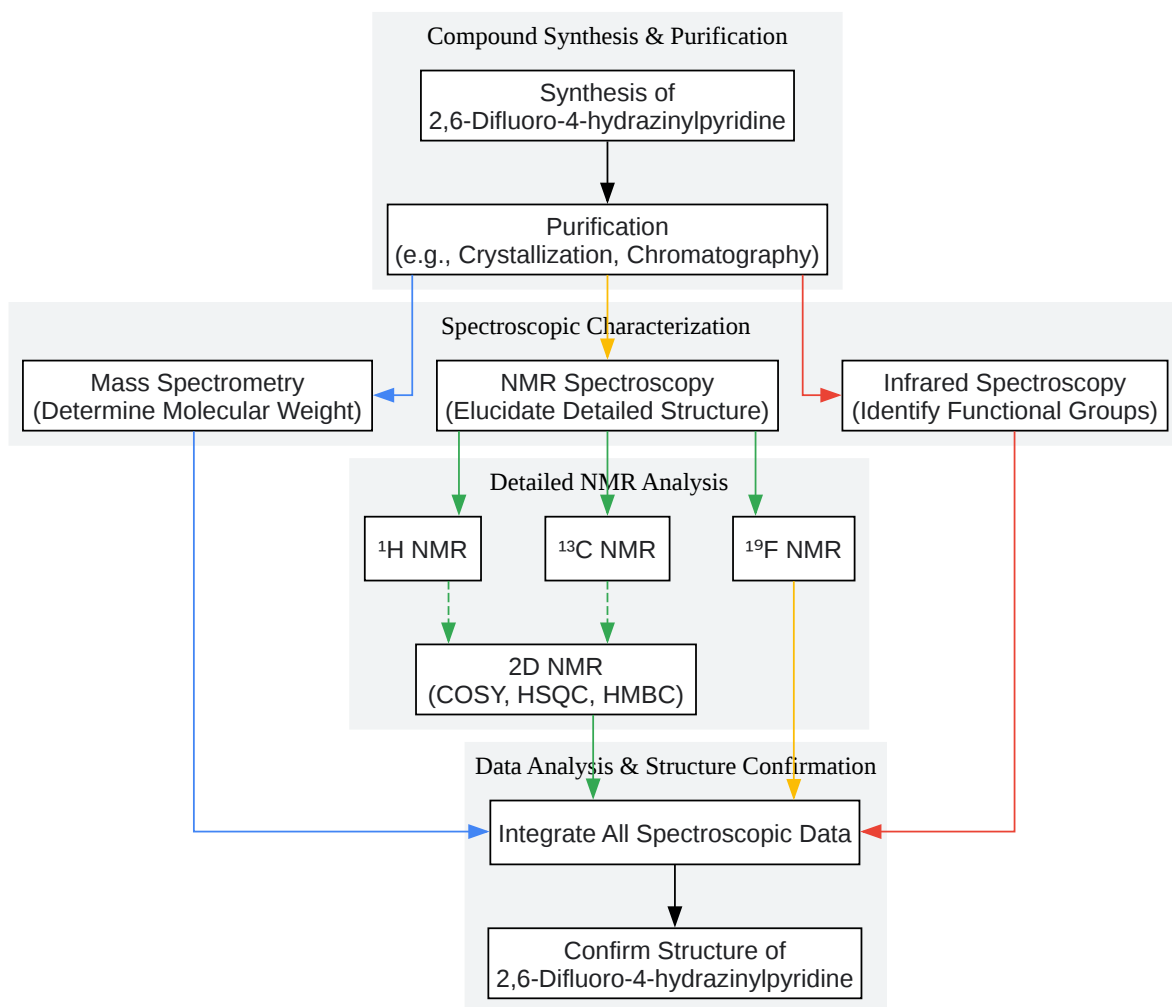 Compound Synthesis & Purification
Synthesis of
2,6-Difluoro-4-hydrazinylpyridine
Purification
(e.g., Crystallization, Chromatography)
Spectroscopic Characterization
Mass Spectrometry
(Determine Molecular Weight)
NMR Spectroscopy
(Elucidate Detailed Structure)
Infrared Spectroscopy
(Identify Functional Groups)
Detailed NMR Analysis
¹H NMR
¹³C NMR
¹⁹F NMR
2D NMR
(COSY, HSQC, HMBC)
Data Analysis & Structure Confirmation
Integrate All Spectroscopic Data
Confirm Structure of
2,6-Difluoro-4-hydrazinylpyridine